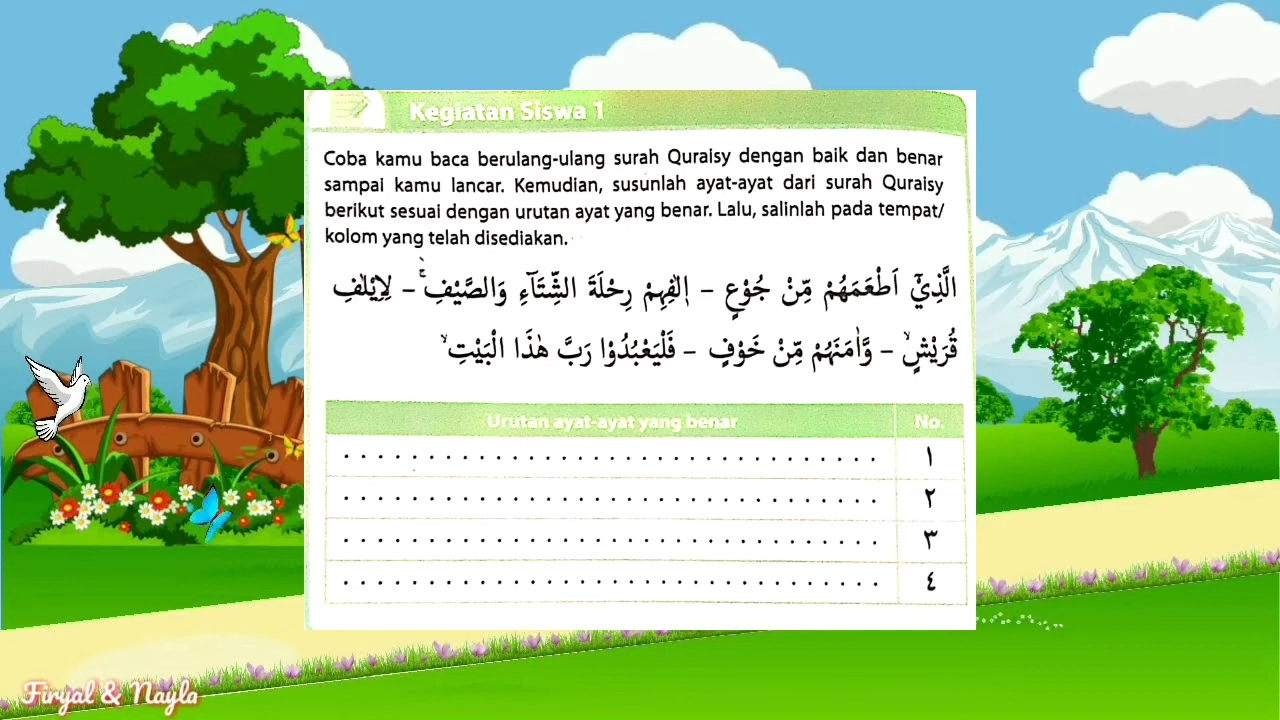 Kegiatan Siswa 1
Coba kamu baca berulang-ulang surah Quraisy dengan baik dan benar
sampai kamu lancar. Kemudian, susunlah ayat-ayat dari surah Quraisy
berikut sesuai dengan urutan ayat yang benar. Lalu, salinlah pada tempat/
kolom yang telah disediakan.
الَّذِيْٓ اَطْعَمَهُمْ مِّنْ جُوْعٍ – اٖلٰفِهِمْ رِحْلَةَ الشِّتَاۤءِ وَالصَّيْفِۚ – لِاِيْلٰفِ
قُرَيْشٍۙ – وَّاٰمَنَهُمْ مِّنْ خَوْفٍ – فَلْيَعْبُدُوْا رَبَّ هٰذَا الْبَيْتِۙ
Urutan ayat-ayat yang benar No.
١
٢
٣
٤
Firyal & Nayla